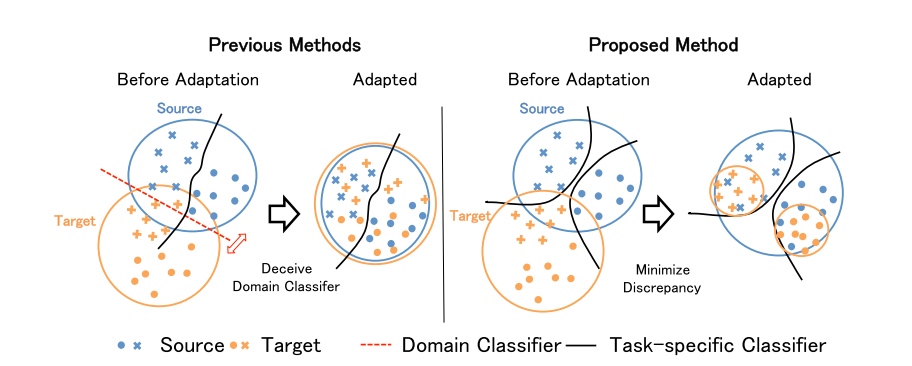 Previous Methods
Before Adaptation
Adapted
Source
Target
Deceive
Domain Classifer
Proposed Method
Before Adaptation
Adapted
Source
Target
Minimize
Discrepancy
Source
Target
Domain Classifier
Task-specific Classifier